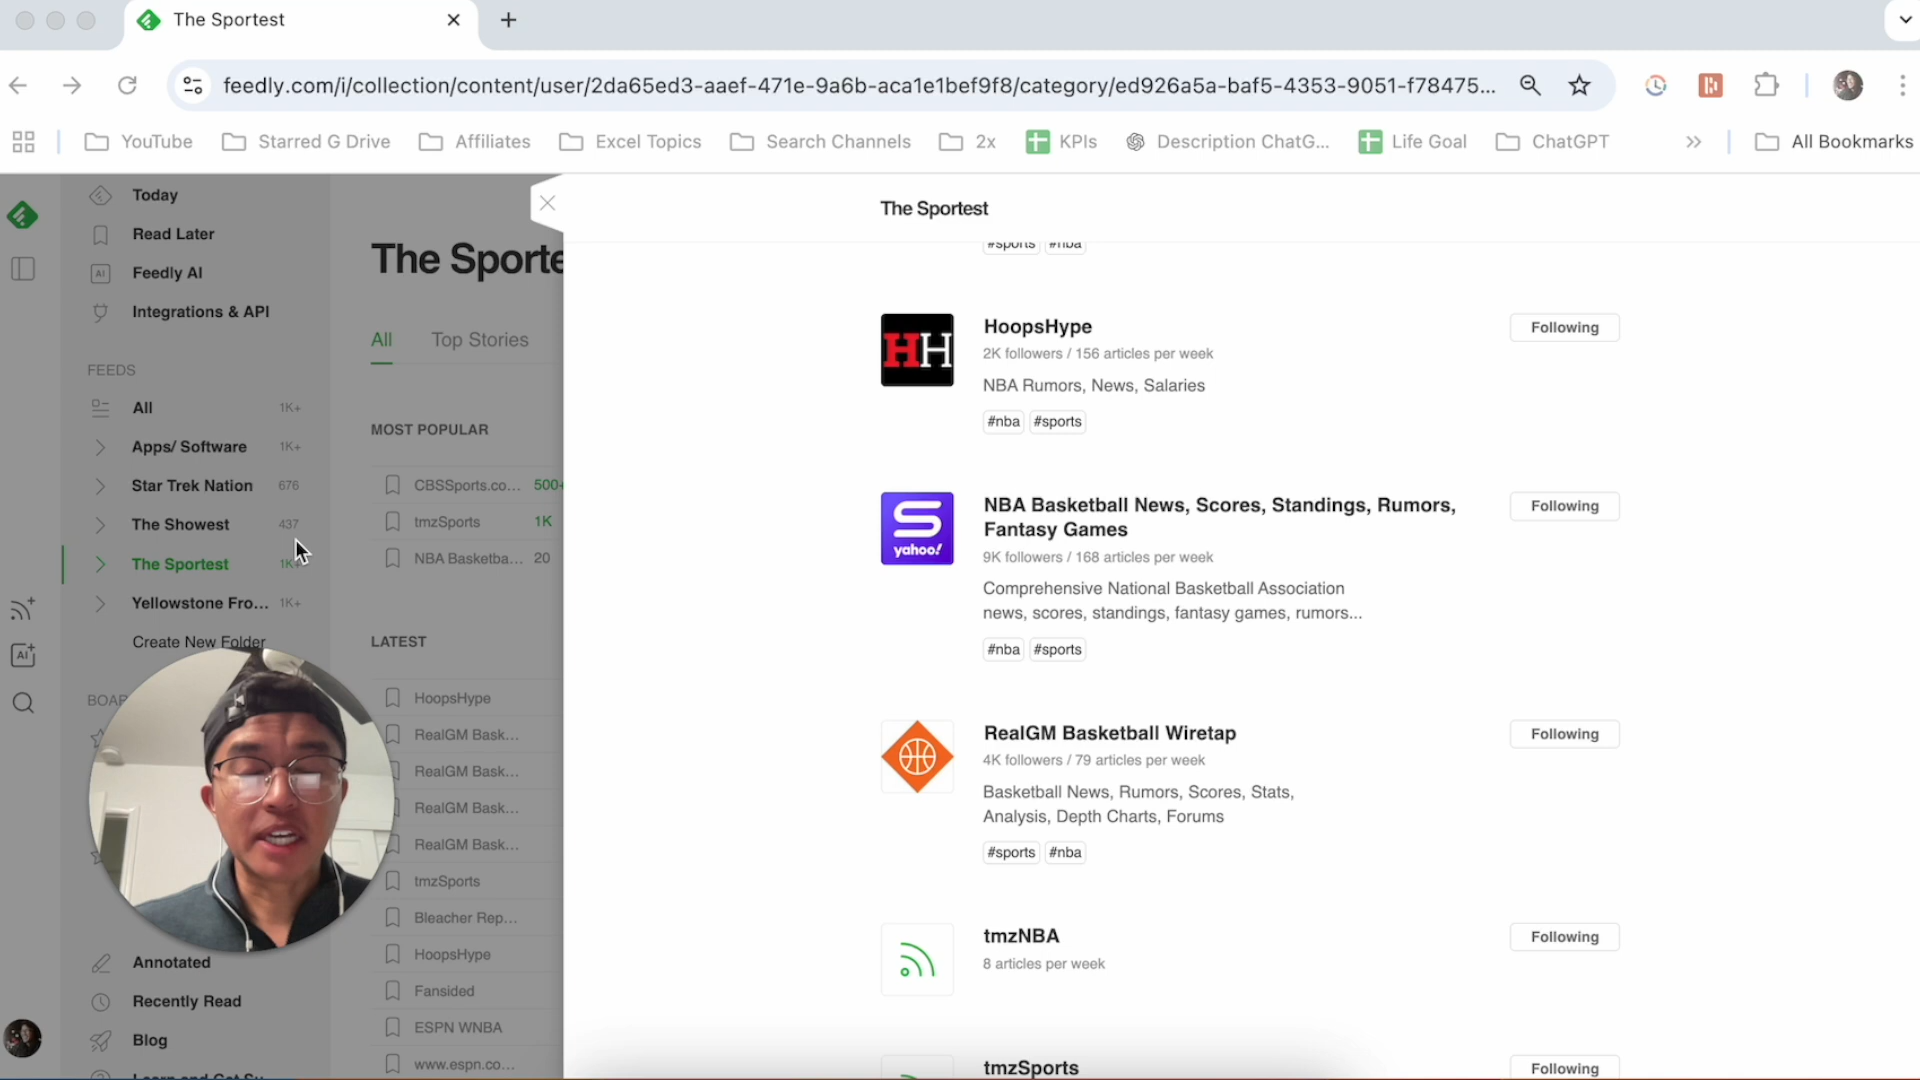 The Sportest
feedly.com/i/collection/content/user/2da65ed3-aaef-471e-9a6b-aca1e1bef9f8/category/ed926a5a-baf5-4353-9051-f78475...
YouTube
Starred G Drive
Affiliates
Excel Topics
Search Channels
2x
KPIs
Description ChatG...
Life Goal
ChatGPT
All Bookmarks
Today
Read Later
AI
Feedly AI
Integrations & API
FEEDS
All 1K+
Apps/ Software 1K+
Star Trek Nation 676
The Showest 437
The Sportest 1K+
Yellowstone Fro... 1K+
Create New Folder
AI
BOAR
Annotated
Recently Read
Blog
The Sporte
All
Top Stories
MOST POPULAR
CBSSports.co... 500+
tmzSports 1K
NBA Basketba... 20
LATEST
HoopsHype
RealGM Bask...
RealGM Bask...
RealGM Bask...
RealGM Bask...
tmzSports
Bleacher Rep...
HoopsHype
Fansided
ESPN WNBA
www.espn.co...
The Sportest
#sports #nba
HH
HoopsHype
Following
2K followers / 156 articles per week
NBA Rumors, News, Salaries
#nba #sports
S
yahoo!
NBA Basketball News, Scores, Standings, Rumors,
Fantasy Games
Following
9K followers / 168 articles per week
Comprehensive National Basketball Association
news, scores, standings, fantasy games, rumors...
#nba #sports
RealGM Basketball Wiretap
Following
4K followers / 79 articles per week
Basketball News, Rumors, Scores, Stats,
Analysis, Depth Charts, Forums
#sports #nba
tmzNBA
Following
8 articles per week
tmzSports
Following